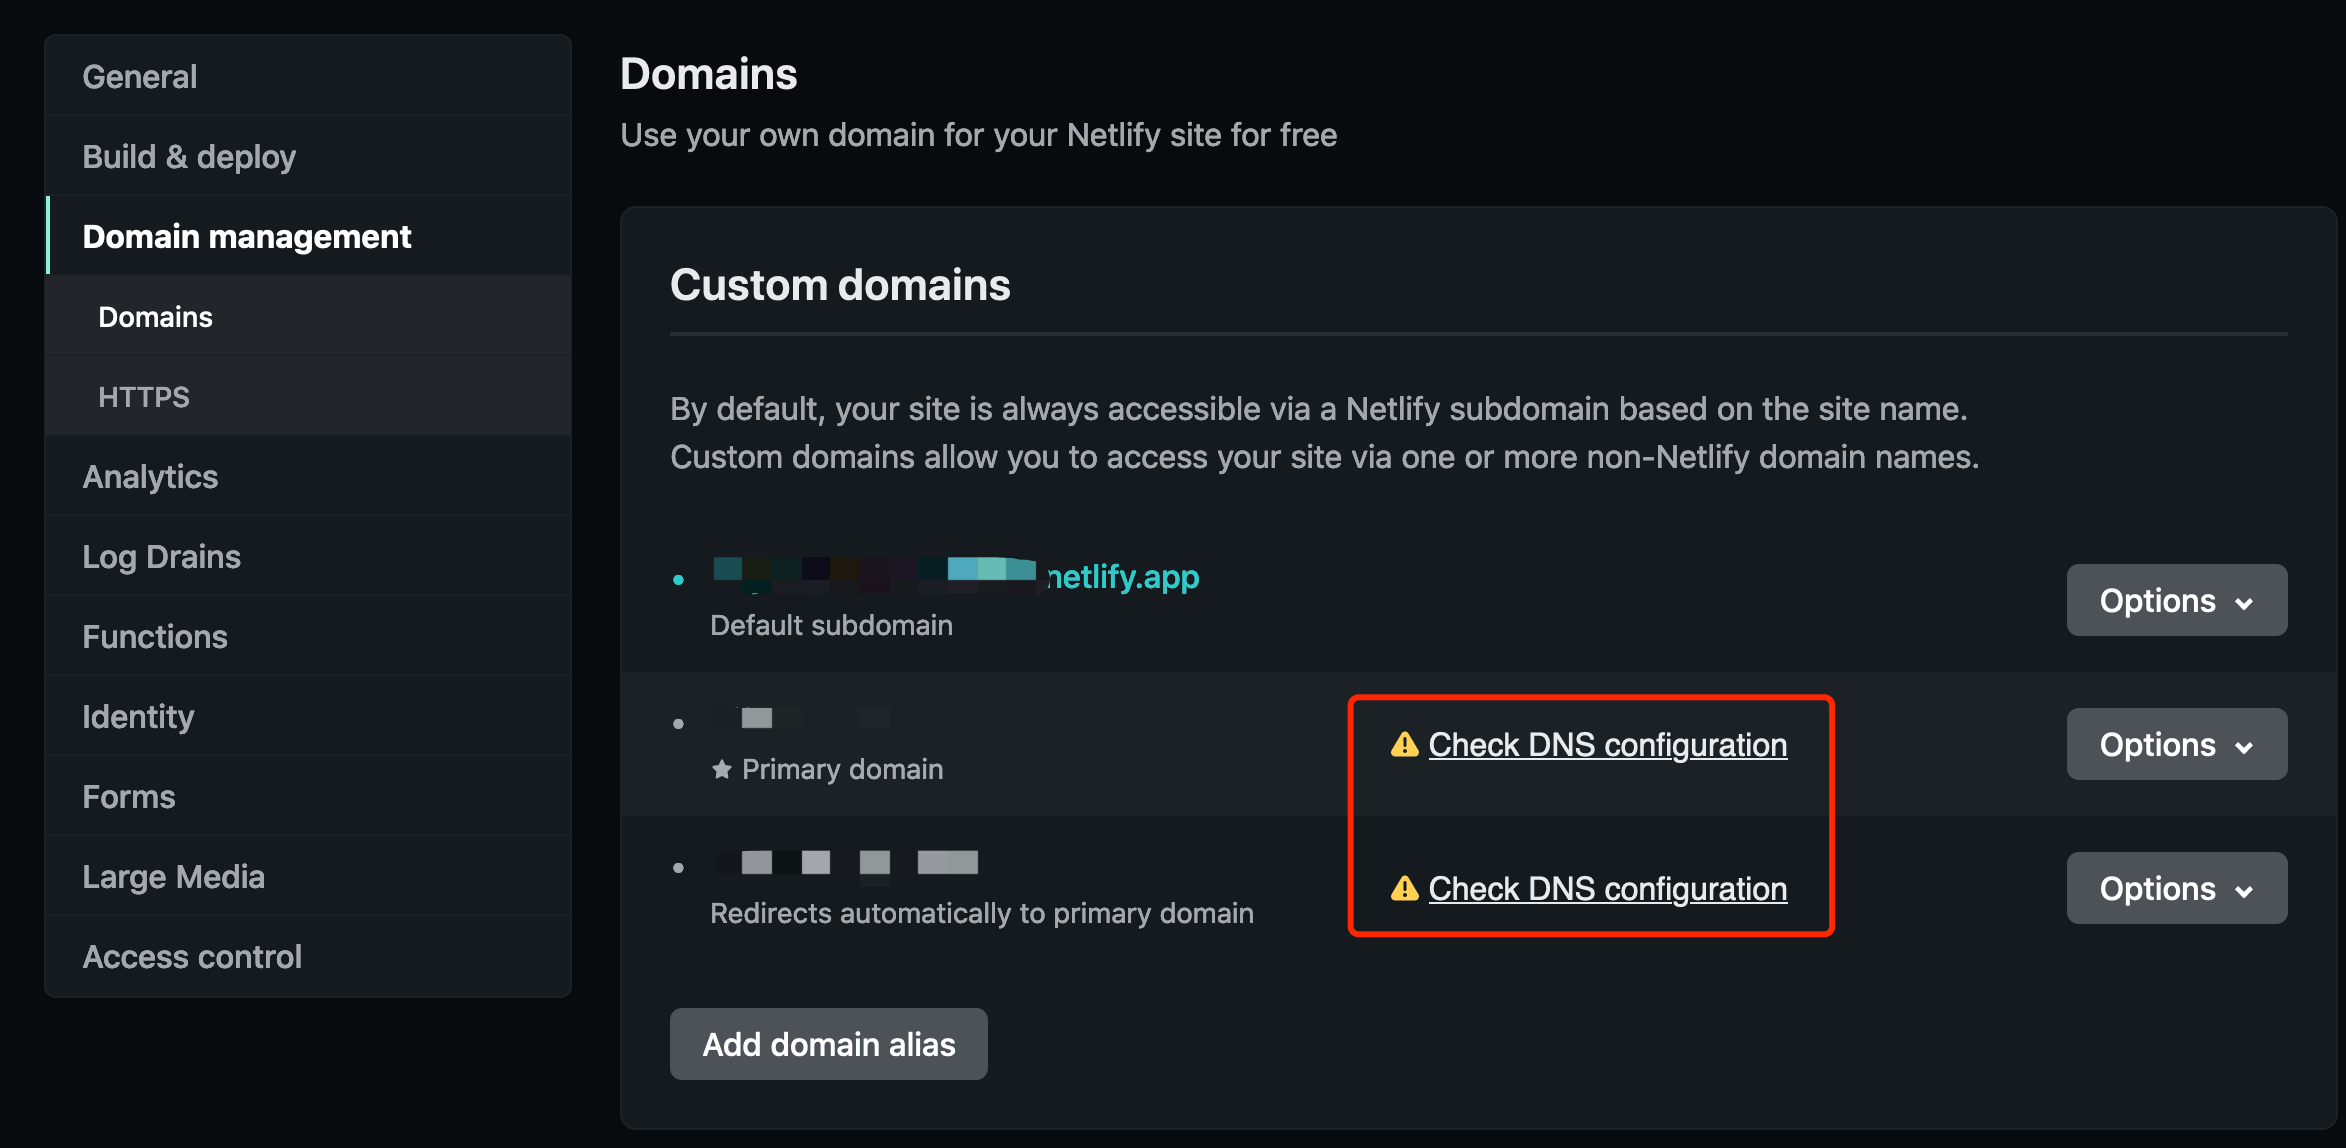 General
Build & deploy
Domain management
Domains
HTTPS
Analytics
Log Drains
Functions
Identity
Forms
Large Media
Access control
Domains
Use your own domain for your Netlify site for free
Custom domains
By default, your site is always accessible via a Netlify subdomain based on the site name.
Custom domains allow you to access your site via one or more non-Netlify domain names.
netlify.app
Default subdomain
Options
Primary domain
Check DNS configuration
Options
Redirects automatically to primary domain
Check DNS configuration
Options
Add domain alias